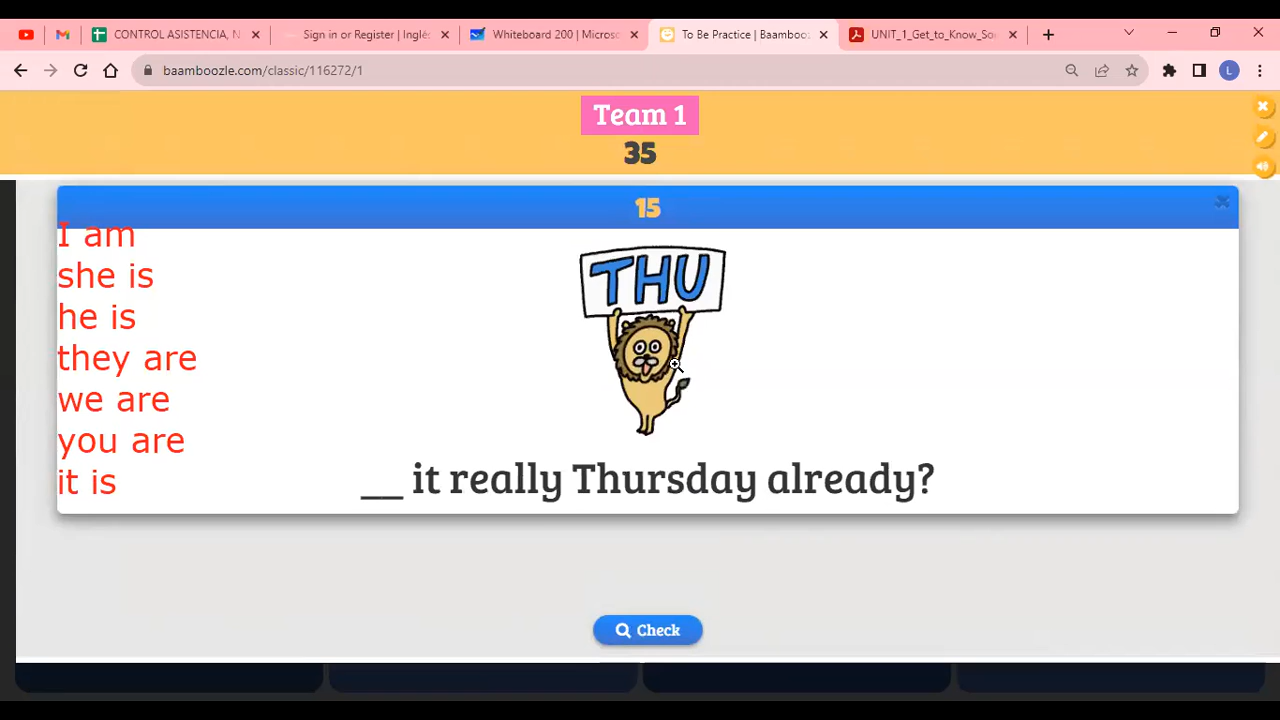 CONTROL ASISTENCIA, N
Sign in or Register | Inglés
Whiteboard 200 | Microso
To Be Practice | Baambooz
UNIT_1_Get_to_Know_So
baamboozle.com/classic/116272/1
L
Team 1
35
15
I am
she is
he is
they are
we are
you are
it is
THU
__ it really Thursday already?
Check